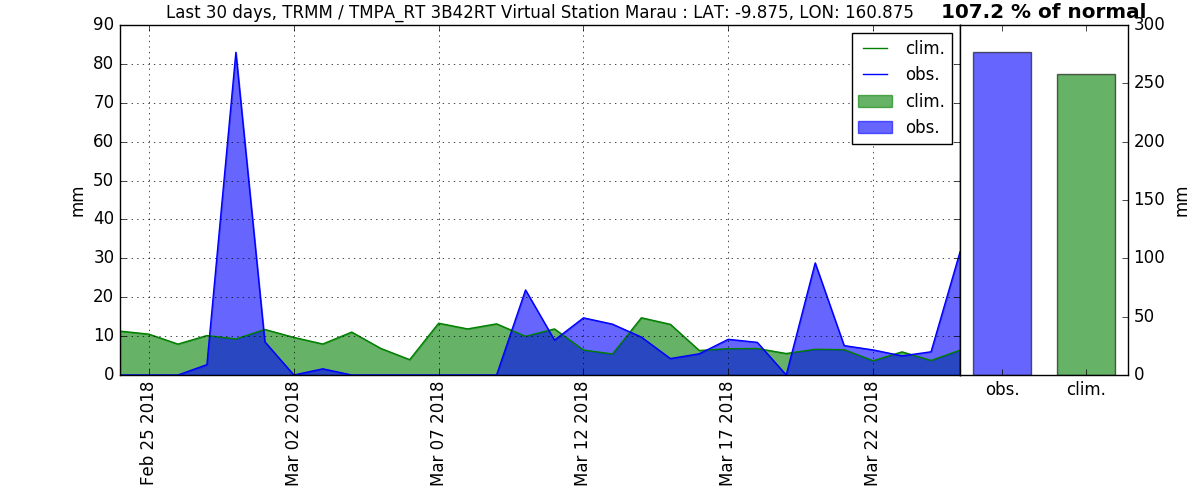 Last 30 days, TRMM / TMPA_RT 3B42RT Virtual Station Marau : LAT: -9.875, LON: 160.875
107.2 % of normal
90
80
70
60
50
40
30
20
10
0
mm
clim.
obs.
clim.
obs.
300
250
200
150
100
50
0
mm
Feb 25 2018
Mar 02 2018
Mar 07 2018
Mar 12 2018
Mar 17 2018
Mar 22 2018
obs.
clim.